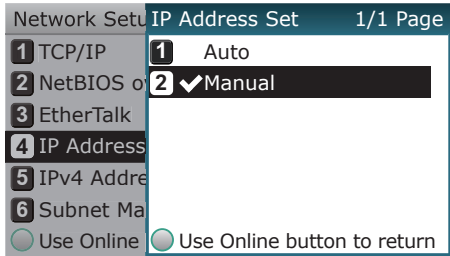 Network Setu
1 TCP/IP
2 NetBIOS o
3 EtherTalk
4 IP Address
5 IPv4 Addre
6 Subnet Ma
Use Online
IP Address Set 1/1 Page
1 Auto
2 ✔Manual
Use Online button to return